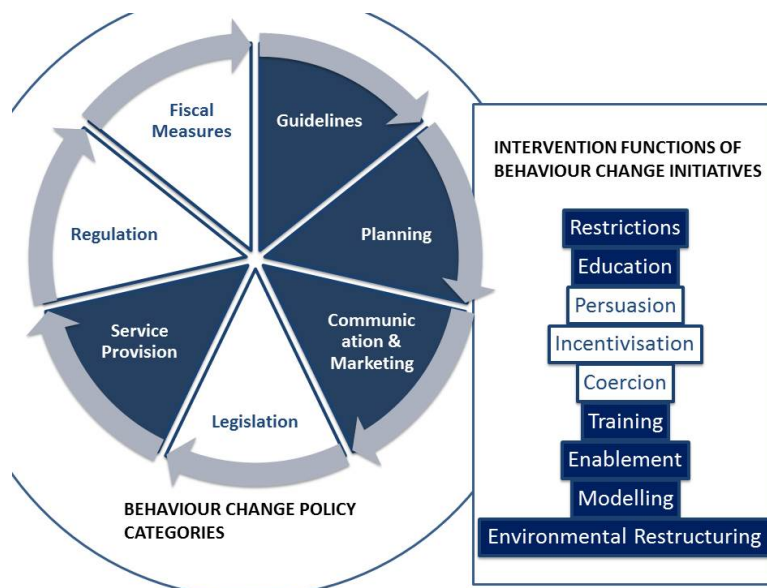 Fiscal
Measures
Guidelines
Regulation
Planning
Service
Provision
Communic
ation &
Marketing
Legislation
BEHAVIOUR CHANGE POLICY
CATEGORIES
INTERVENTION FUNCTIONS OF
BEHAVIOUR CHANGE INITIATIVES
Restrictions
Education
Persuasion
Incentivisation
Coercion
Training
Enablement
Modelling
Environmental Restructuring